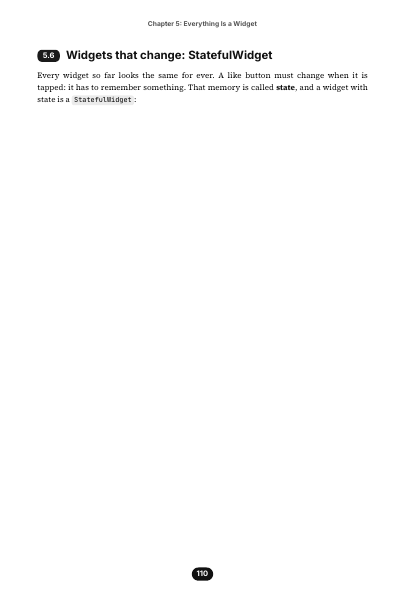 Chapter 5: Everything Is a Widget
5.6 Widgets that change: StatefulWidget
Every widget so far looks the same for ever. A like button must change when it is
tapped: it has to remember something. That memory is called state, and a widget with
state is a StatefulWidget:
110